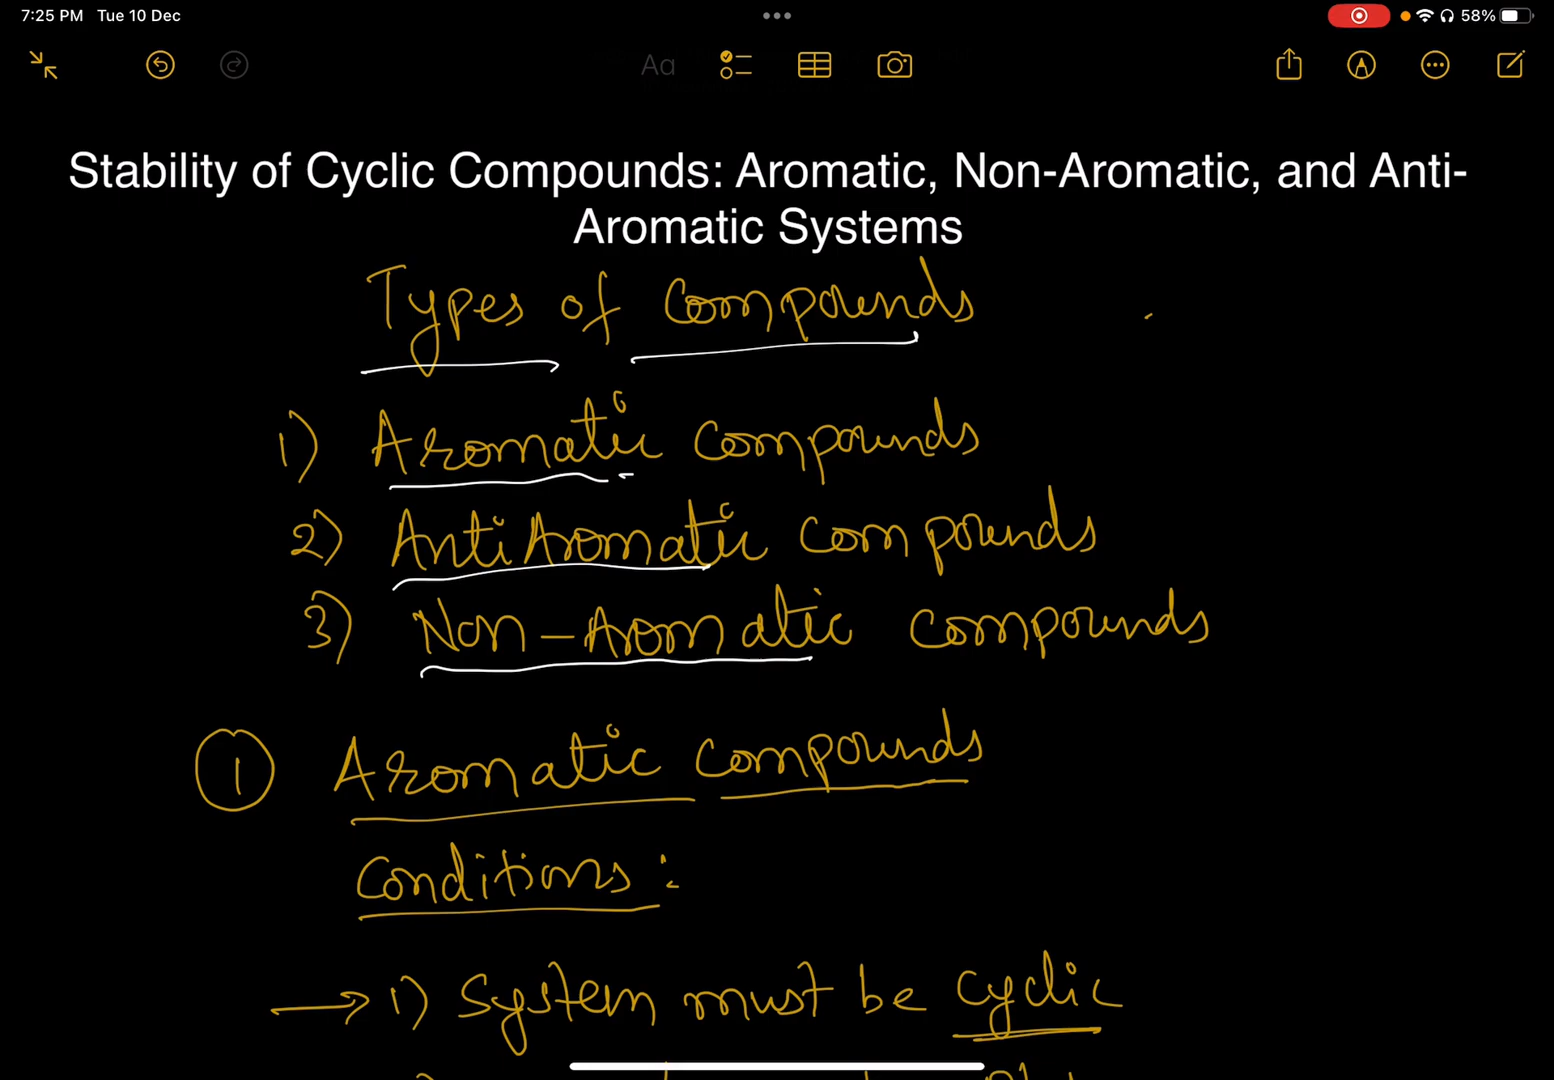 7:25 PM Tue 10 Dec
58%
Aa
Stability of Cyclic Compounds: Aromatic, Non-Aromatic, and Anti-
Aromatic Systems
Types of Compounds
1) Aromatic Compounds
2) AntiAromatic Compounds
3) Non-Aromatic Compounds
1 Aromatic Compounds
Conditions:
→ 1) System must be cyclic